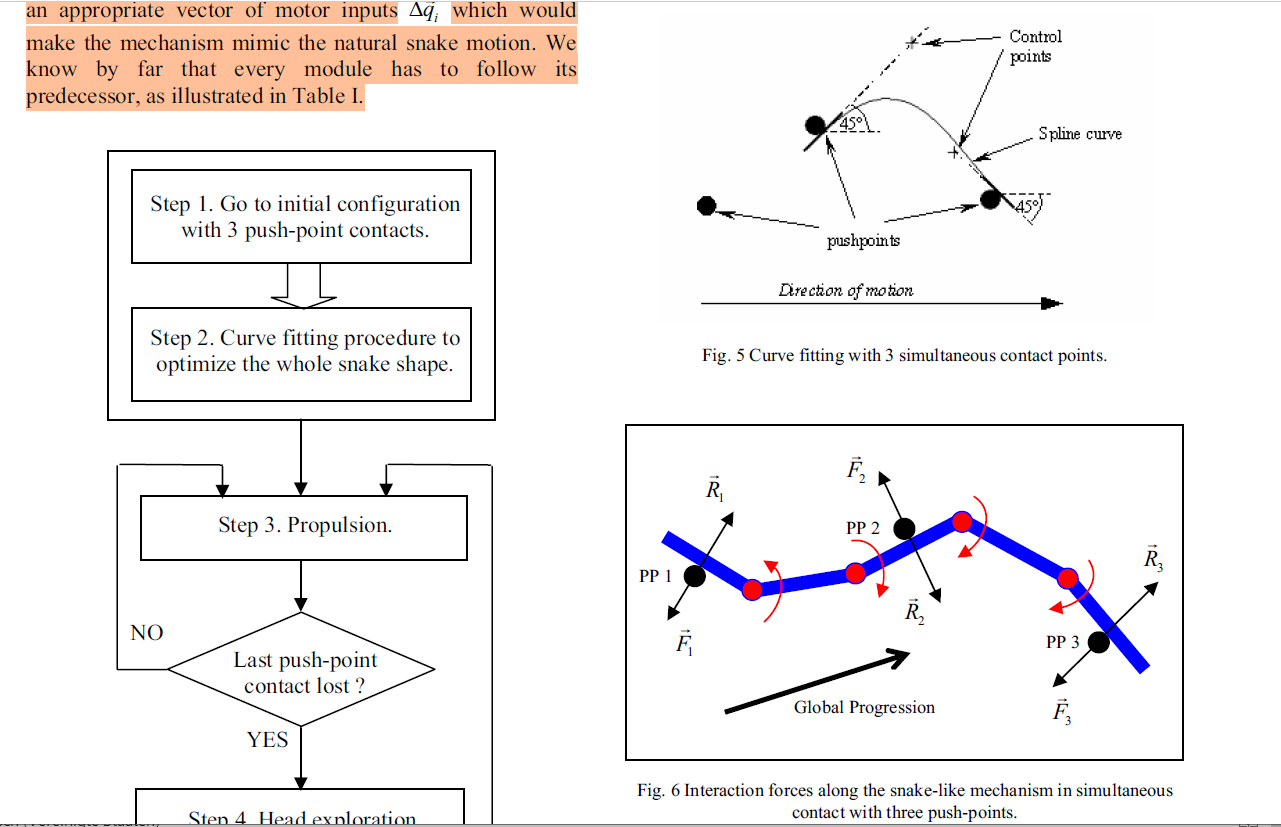 an appropriate vector of motor inputs Δq⃗ᵢ which would
make the mechanism mimic the natural snake motion. We
know by far that every module has to follow its
predecessor, as illustrated in Table I.
Step 1. Go to initial configuration
with 3 push-point contacts.
Step 2. Curve fitting procedure to
optimize the whole snake shape.
Step 3. Propulsion.
NO
Last push-point
contact lost ?
YES
Step 4. Head exploration
Control
points
45°
Spline curve
45°
pushpoints
Direction of motion
Fig. 5 Curve fitting with 3 simultaneous contact points.
F⃗₂
R⃗₁
PP 2
R⃗₃
PP 1
R⃗₂
F⃗₁
PP 3
Global Progression
F⃗₃
Fig. 6 Interaction forces along the snake-like mechanism in simultaneous
contact with three push-points.